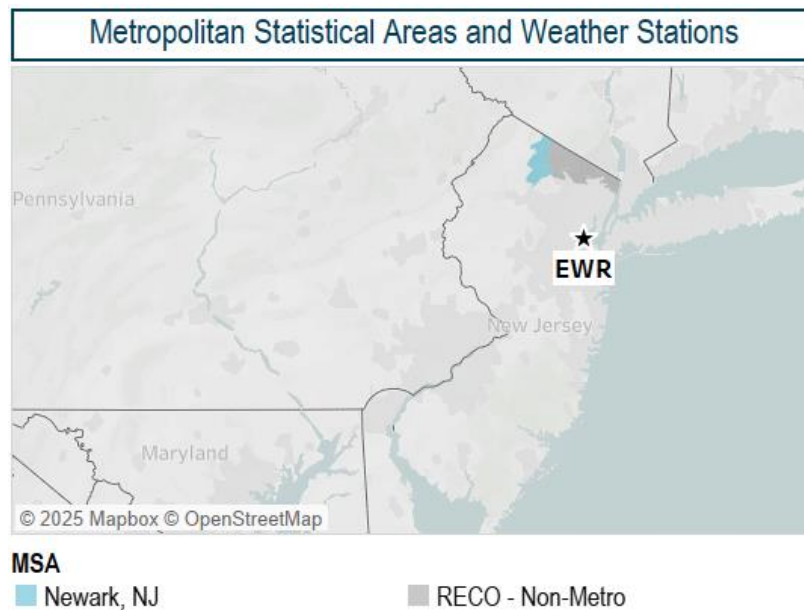 Metropolitan Statistical Areas and Weather Stations
Pennsylvania
EWR
New Jersey
Maryland
© 2025 Mapbox © OpenStreetMap
MSA
Newark, NJ
RECO - Non-Metro